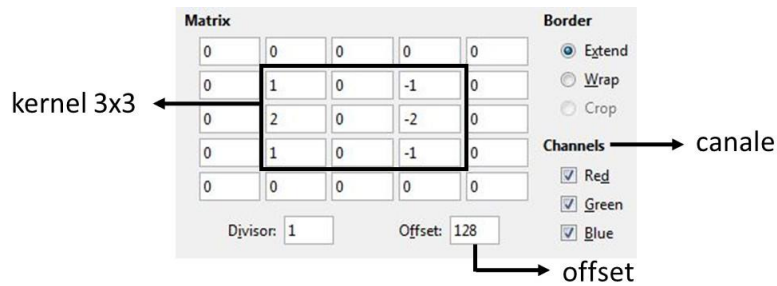 Matrix
Border
0 0 0 0 0
Extend
0 1 0 -1 0
Wrap
kernel 3x3
Crop
0 2 0 -2 0
0 1 0 -1 0
Channels
canale
0 0 0 0 0
Red
Green
Divisor: 1 Offset: 128
Blue
offset